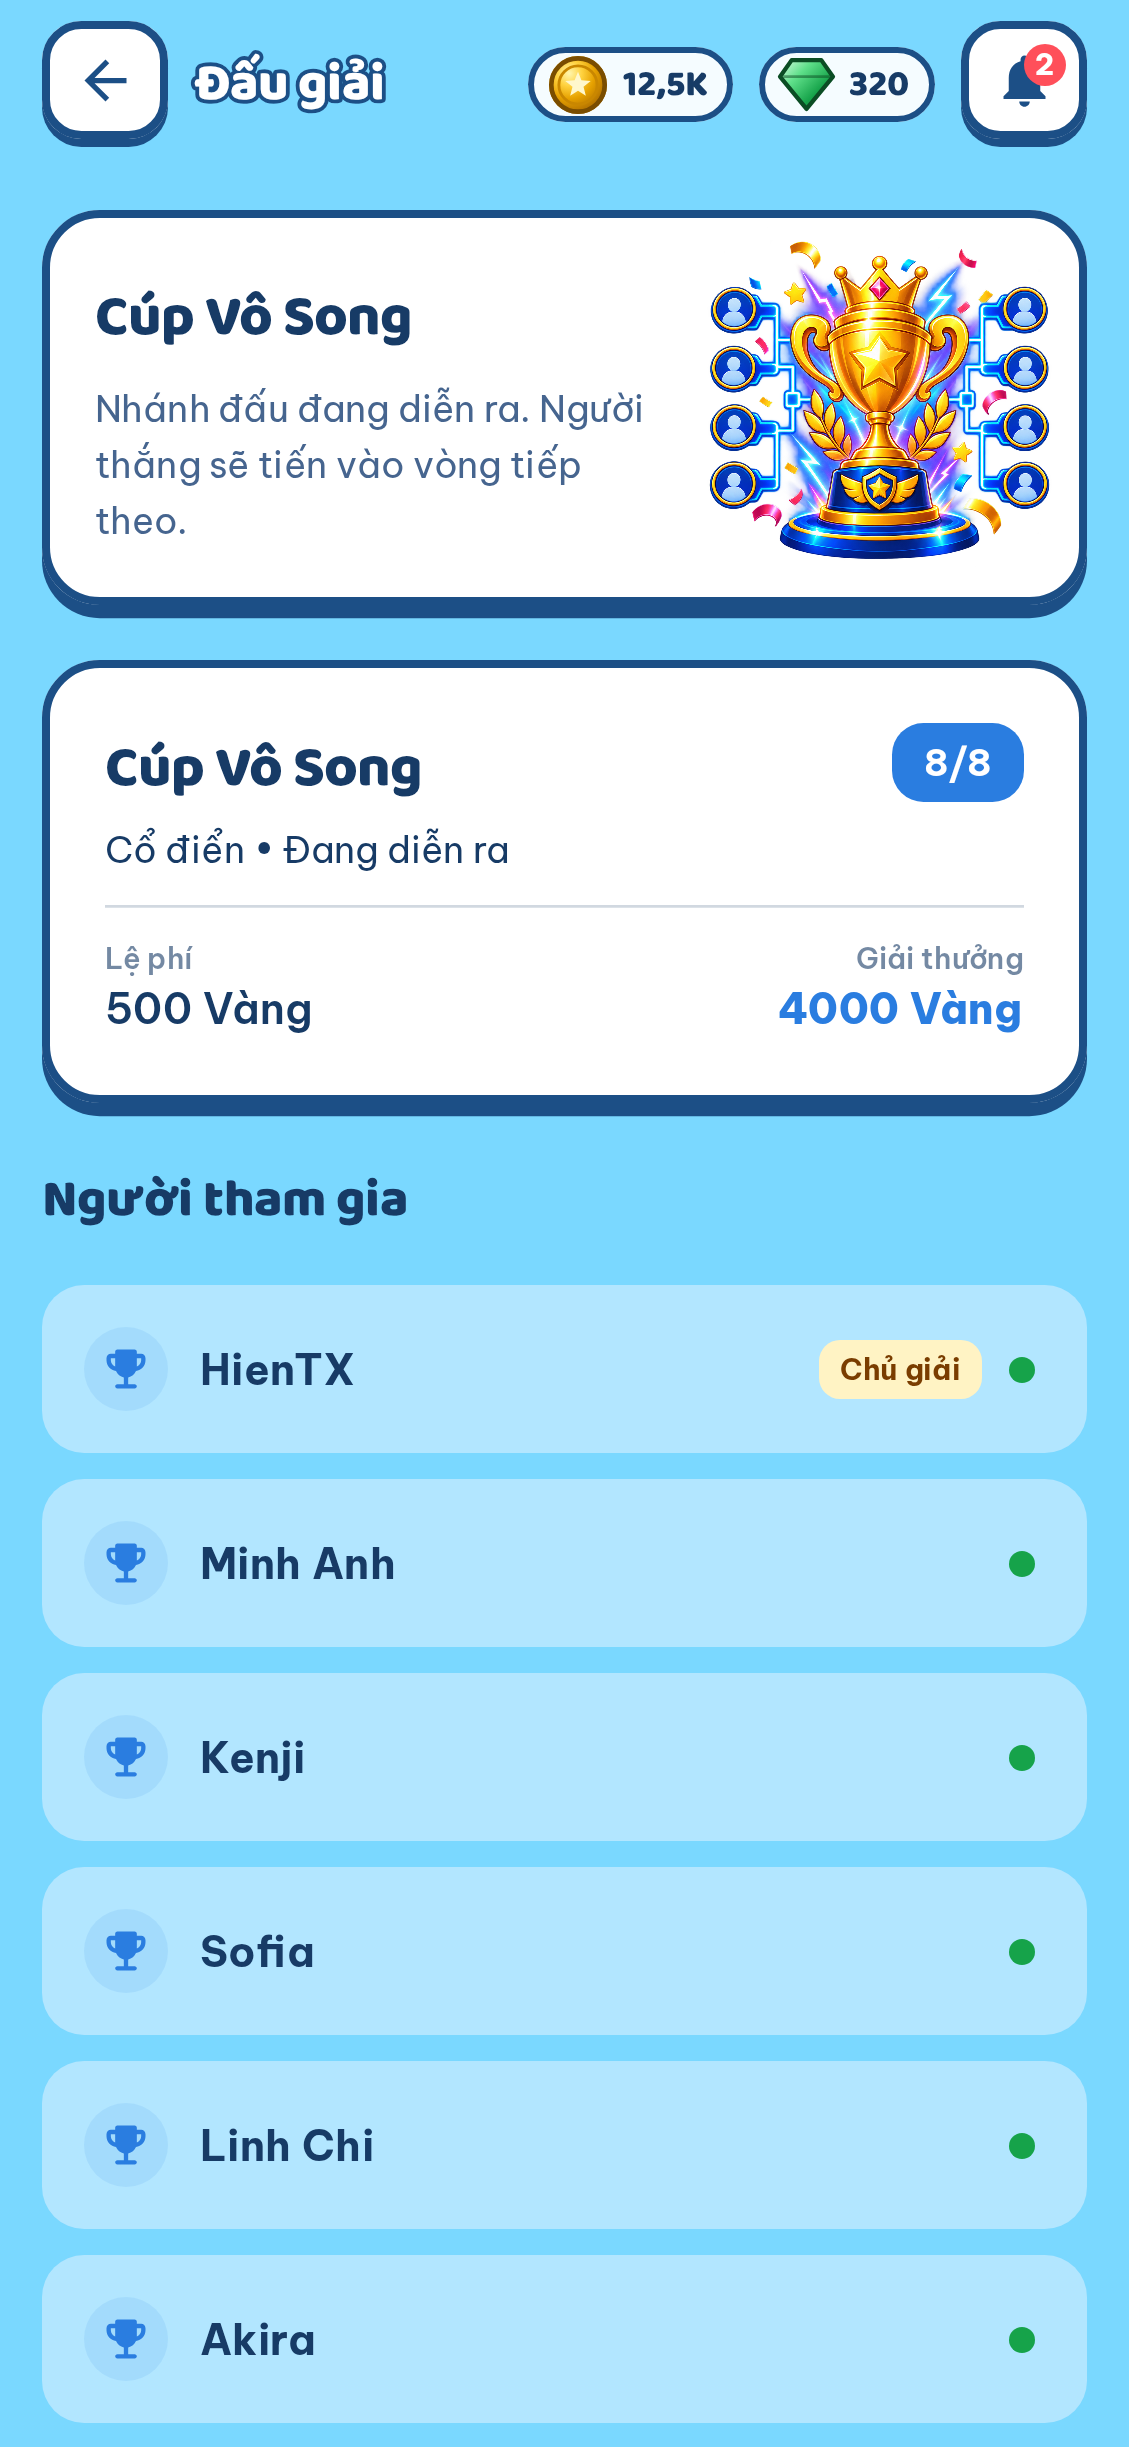 Đấu giải
12,5K
320
2
Cúp Vô Song
Nhánh đấu đang diễn ra. Người
thắng sẽ tiến vào vòng tiếp
theo.
Cúp Vô Song
8/8
Cổ điển • Đang diễn ra
Lệ phí
Giải thưởng
500 Vàng
4000 Vàng
Người tham gia
HienTX
Chủ giải
Minh Anh
Kenji
Sofia
Linh Chi
Akira